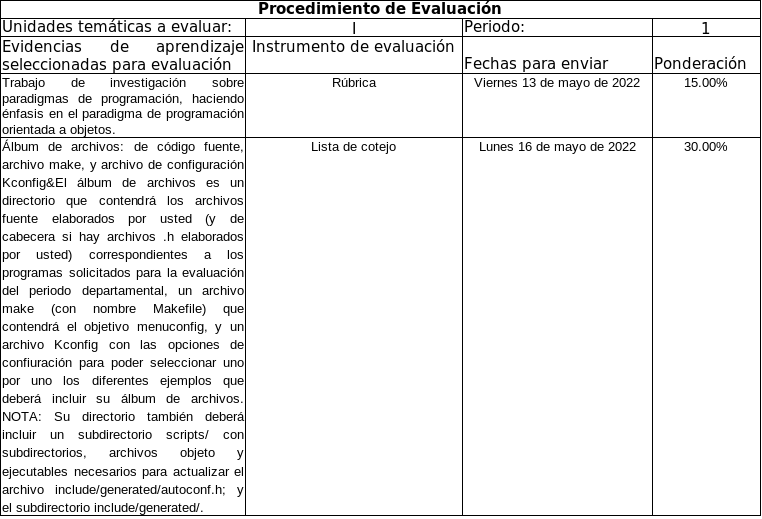 Procedimiento de Evaluación
Unidades temáticas a evaluar: I Periodo: 1
Evidencias de aprendizaje seleccionadas para evaluación
Instrumento de evaluación
Fechas para enviar
Ponderación
Trabajo de investigación sobre
paradigmas de programación, haciendo
énfasis en el paradigma de programación
orientada a objetos.
Rúbrica
Viernes 13 de mayo de 2022
15.00%
Álbum de archivos: de código fuente,
archivo make, y archivo de configuración
Kconfig&El álbum de archivos es un
directorio que contendrá los archivos
fuente elaborados por usted (y de
cabecera si hay archivos .h elaborados
por usted) correspondientes a los
programas solicitados para la evaluación
del periodo departamental, un archivo
make (con nombre Makefile) que
contendrá el objetivo menuconfig, y un
archivo Kconfig con las opciones de
confiuración para poder seleccionar uno
por uno los diferentes ejemplos que
deberá incluir su álbum de archivos.
NOTA: Su directorio también deberá
incluir un subdirectorio scripts/ con
subdirectorios, archivos objeto y
ejecutables necesarios para actualizar el
archivo include/generated/autoconf.h; y
el subdirectorio include/generated/.
Lista de cotejo
Lunes 16 de mayo de 2022
30.00%